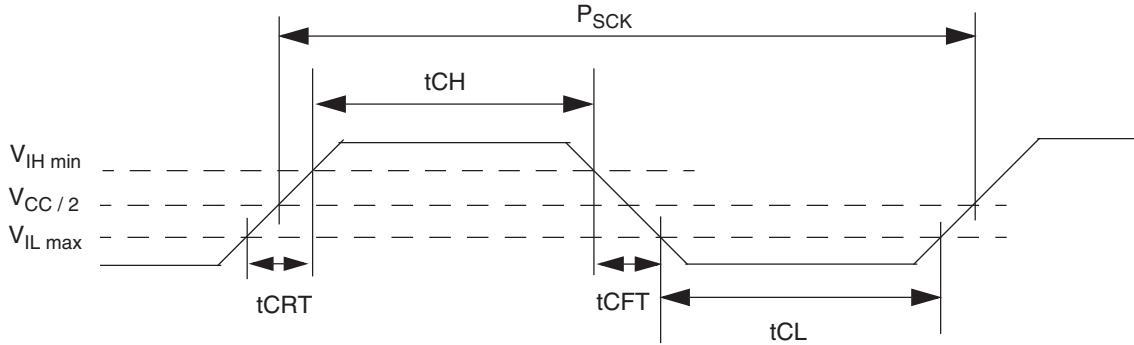 P_SCK
tCH
V_IH min
V_CC / 2
V_IL max
tCRT
tCFT
tCL